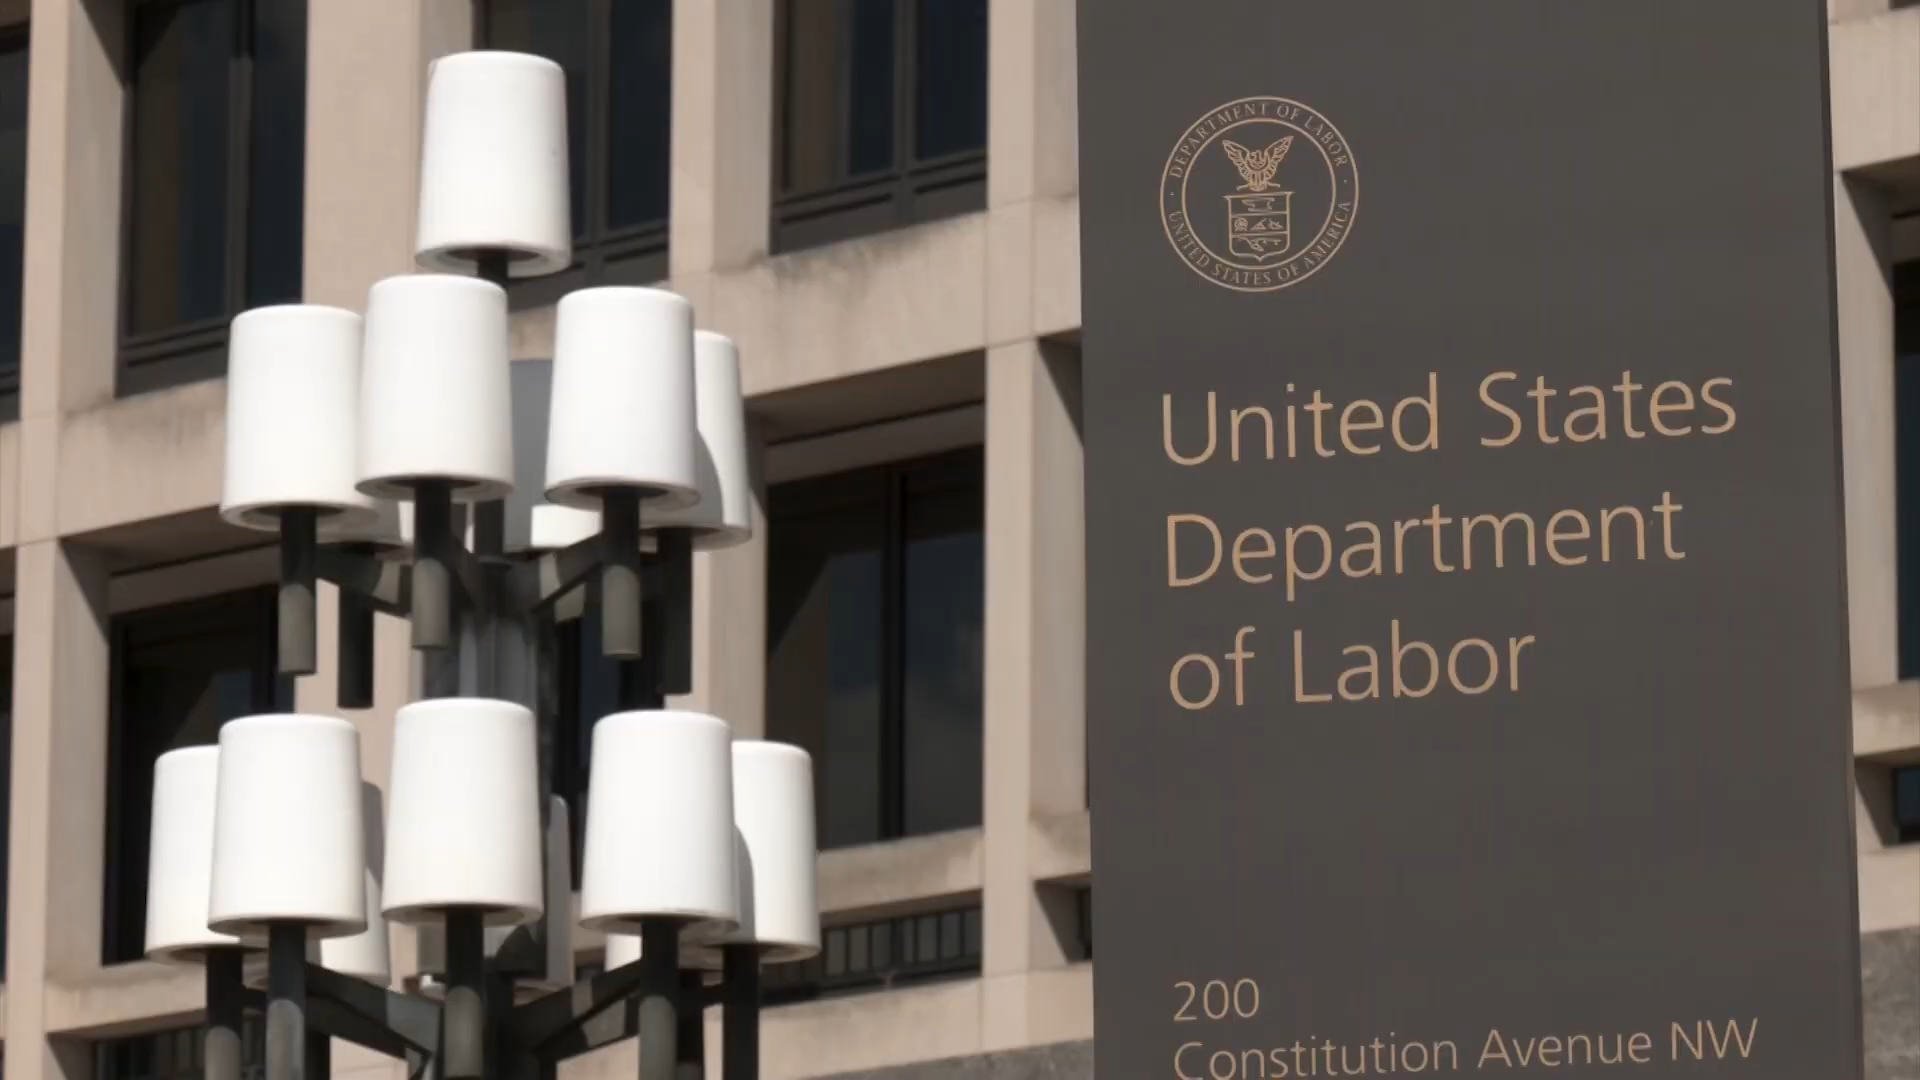 DEPARTMENT OF LABOR
UNITED STATES OF AMERICA
United States
Department
of Labor
200
Constitution Avenue NW